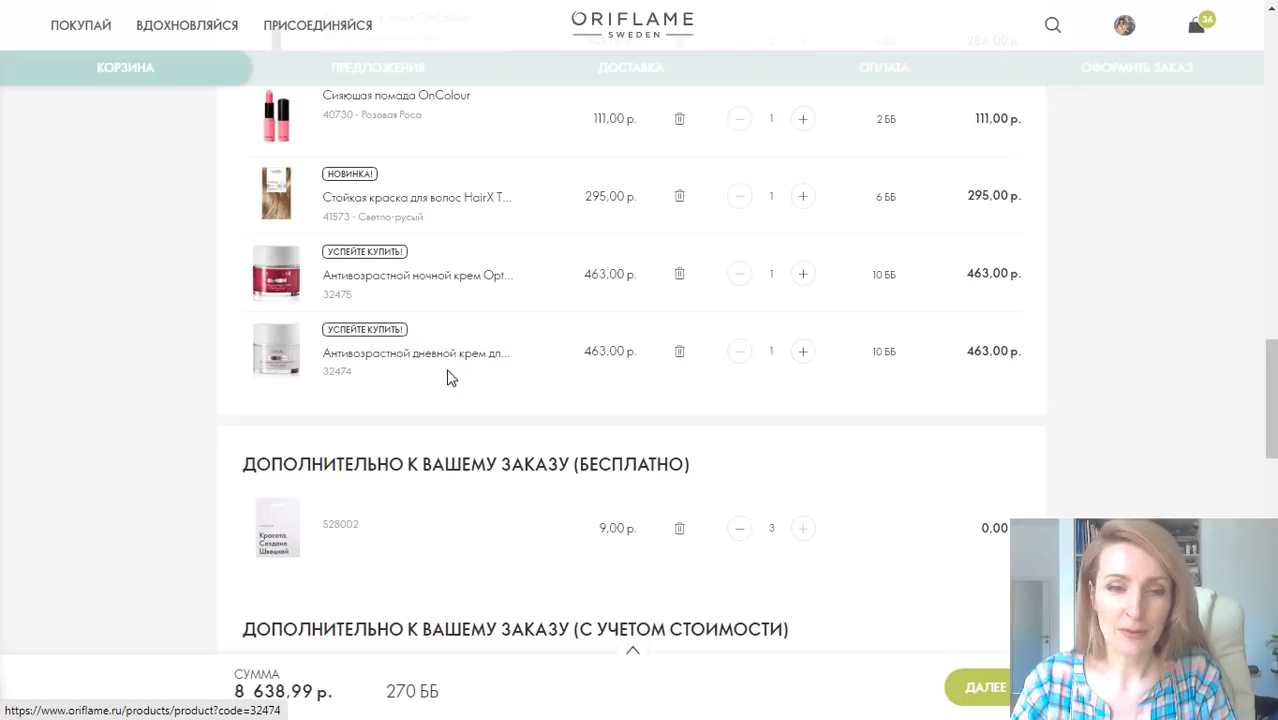 ПОКУПАЙ ВДОХНОВЛЯЙСЯ ПРИСОЕДИНЯЙСЯ
ORIFLAME
SWEDEN
36
286,00 р.
КОРЗИНА ПРЕДЛОЖЕНИЯ ДОСТАВКА ОПЛАТА ОФОРМИТЬ ЗАКАЗ
Сияющая помада OnColour
40730 - Розовая Роса
111,00 р. 1 2 ББ 111,00 р.
НОВИНКА!
Стойкая краска для волос HairX T...
41573 - Светло-русый
295,00 р. 1 6 ББ 295,00 р.
УСПЕЙТЕ КУПИТЬ!
Антивозрастной ночной крем Opt...
32475
463,00 р. 1 10 ББ 463,00 р.
УСПЕЙТЕ КУПИТЬ!
Антивозрастной дневной крем дл...
32474
463,00 р. 1 10 ББ 463,00 р.
ДОПОЛНИТЕЛЬНО К ВАШЕМУ ЗАКАЗУ (БЕСПЛАТНО)
Красота.
Создано
Швецией
528002
9,00 р. 3 0,00
ДОПОЛНИТЕЛЬНО К ВАШЕМУ ЗАКАЗУ (С УЧЕТОМ СТОИМОСТИ)
СУММА
8 638,99 р. 270 ББ
ДАЛЕЕ
https://www.oriflame.ru/products/product?code=32474